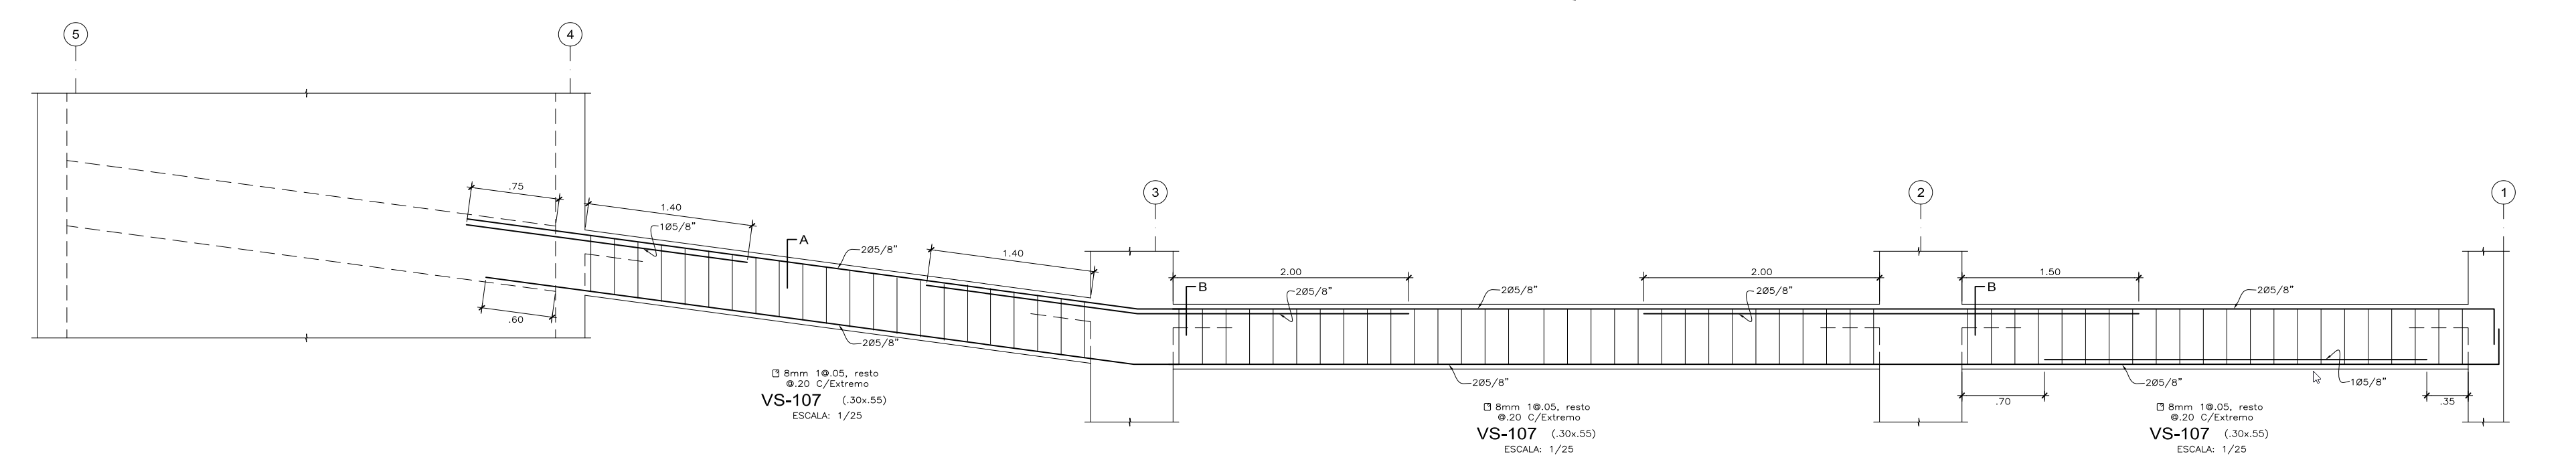 5
4
3
2
1
.75
1.40
1Ø5/8"
A
2Ø5/8"
1.40
.60
2Ø5/8"
8mm 1@.05, resto
@.20 C/Extremo
VS-107 (.30x.55)
ESCALA: 1/25
2.00
B
2Ø5/8"
2Ø5/8"
2.00
2Ø5/8"
2Ø5/8"
8mm 1@.05, resto
@.20 C/Extremo
VS-107 (.30x.55)
ESCALA: 1/25
1.50
B
2Ø5/8"
2Ø5/8"
1Ø5/8"
.70
.35
8mm 1@.05, resto
@.20 C/Extremo
VS-107 (.30x.55)
ESCALA: 1/25